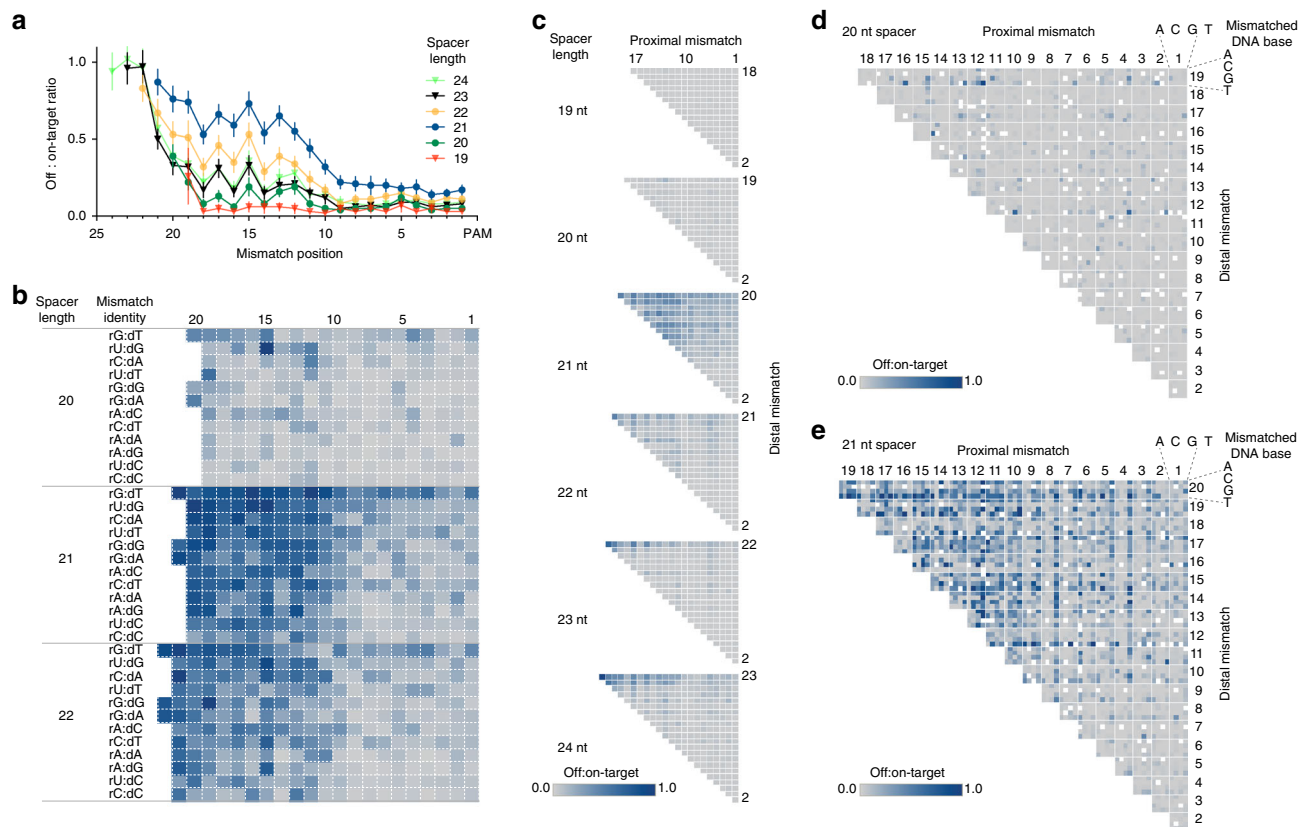 a
Off : on-target ratio
1.0
0.5
0.0
25 20 15 10 5 PAM
Mismatch position
Spacer
length
24
23
22
21
20
19
b
Spacer
length
Mismatch
identity
20 15 10 5 1
20
rG:dT
rU:dG
rC:dA
rU:dT
rG:dG
rG:dA
rA:dC
rC:dT
rA:dA
rA:dG
rU:dC
rC:dC
21
rG:dT
rU:dG
rC:dA
rU:dT
rG:dG
rG:dA
rA:dC
rC:dT
rA:dA
rA:dG
rU:dC
rC:dC
22
rG:dT
rU:dG
rC:dA
rU:dT
rG:dG
rG:dA
rA:dC
rC:dT
rA:dA
rA:dG
rU:dC
rC:dC
c
Spacer
length
Proximal mismatch
17 10 1
18
19 nt
2
19
20 nt
2
20
21 nt
2
21
22 nt
2
22
23 nt
2
23
24 nt
2
Distal mismatch
Off:on-target
0.0 1.0
d
20 nt spacer
Proximal mismatch
A C G T
Mismatched
DNA base
A
C
G
T
18 17 16 15 14 13 12 11 10 9 8 7 6 5 4 3 2 1
19
18
17
16
15
14
13
12
11
10
9
8
7
6
5
4
3
2
Distal mismatch
Off:on-target
0.0 1.0
e
21 nt spacer
Proximal mismatch
A C G T
Mismatched
DNA base
A
C
G
T
19 18 17 16 15 14 13 12 11 10 9 8 7 6 5 4 3 2 1
20
19
18
17
16
15
14
13
12
11
10
9
8
7
6
5
4
3
2
Distal mismatch
Off:on-target
0.0 1.0